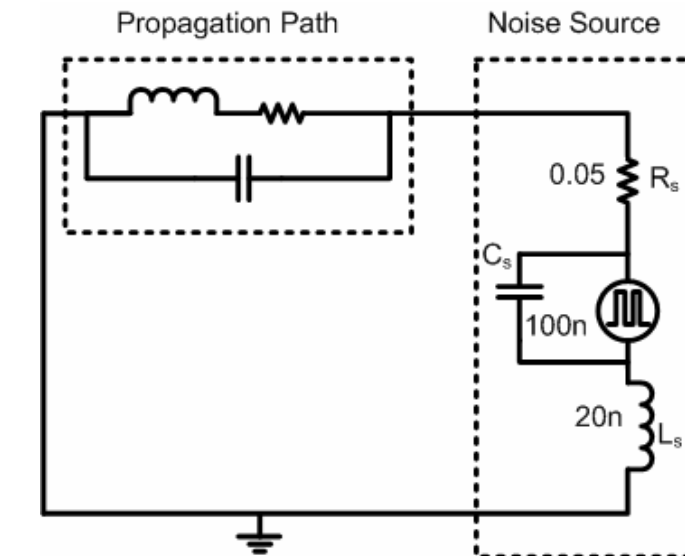 Propagation Path
Noise Source
0.05 Rₛ
Cₛ
100n
20n
Lₛ